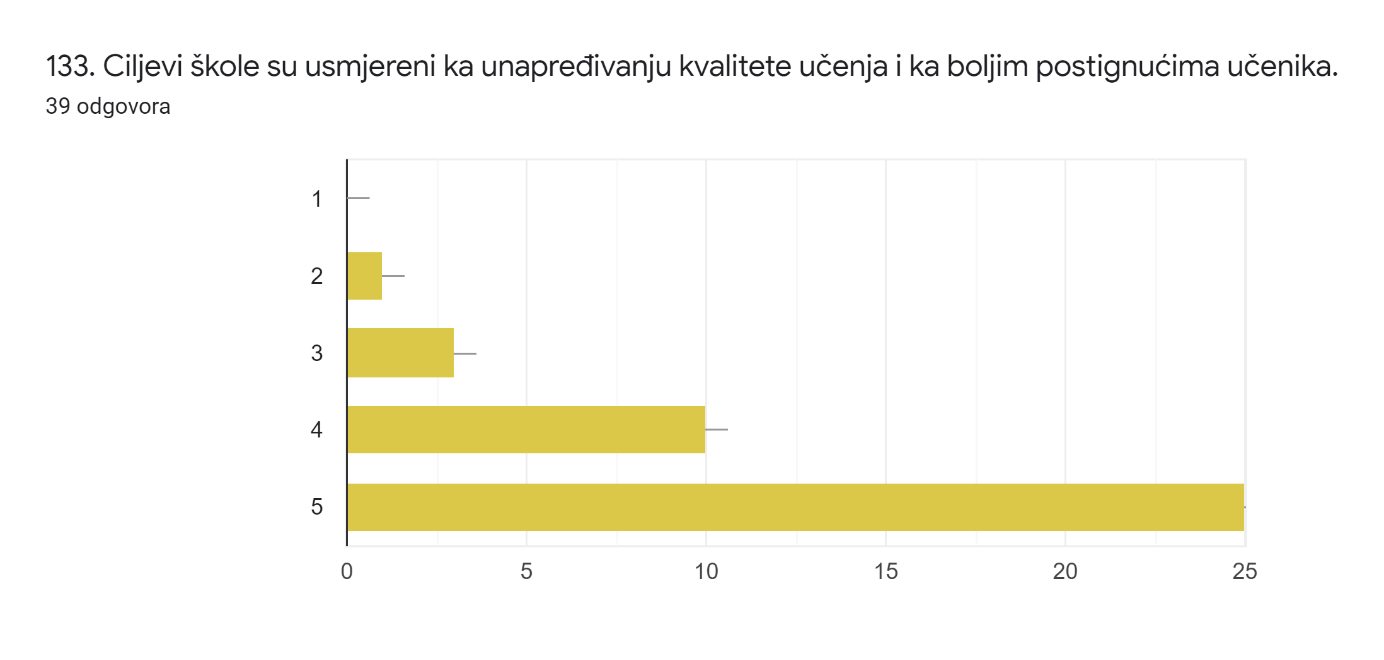 133. Ciljevi škole su usmjereni ka unapređivanju kvalitete učenja i ka boljim postignućima učenika.
39 odgovora
1
2
3
4
5
0 5 10 15 20 25